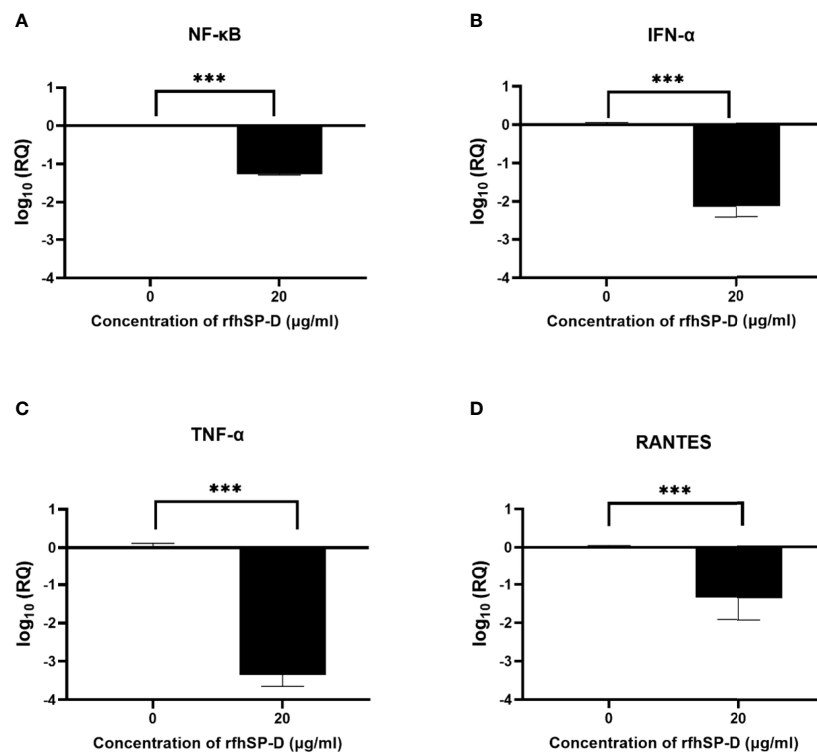 A
NF-κB
***
1
0
-1
-2
-3
-4
log10 (RQ)
0 20
Concentration of rfhSP-D (μg/ml)
B
IFN-α
***
1
0
-1
-2
-3
-4
log10 (RQ)
0 20
Concentration of rfhSP-D (μg/ml)
C
TNF-α
***
1
0
-1
-2
-3
-4
log10 (RQ)
0 20
Concentration of rfhSP-D (μg/ml)
D
RANTES
***
1
0
-1
-2
-3
-4
log10 (RQ)
0 20
Concentration of rfhSP-D (μg/ml)